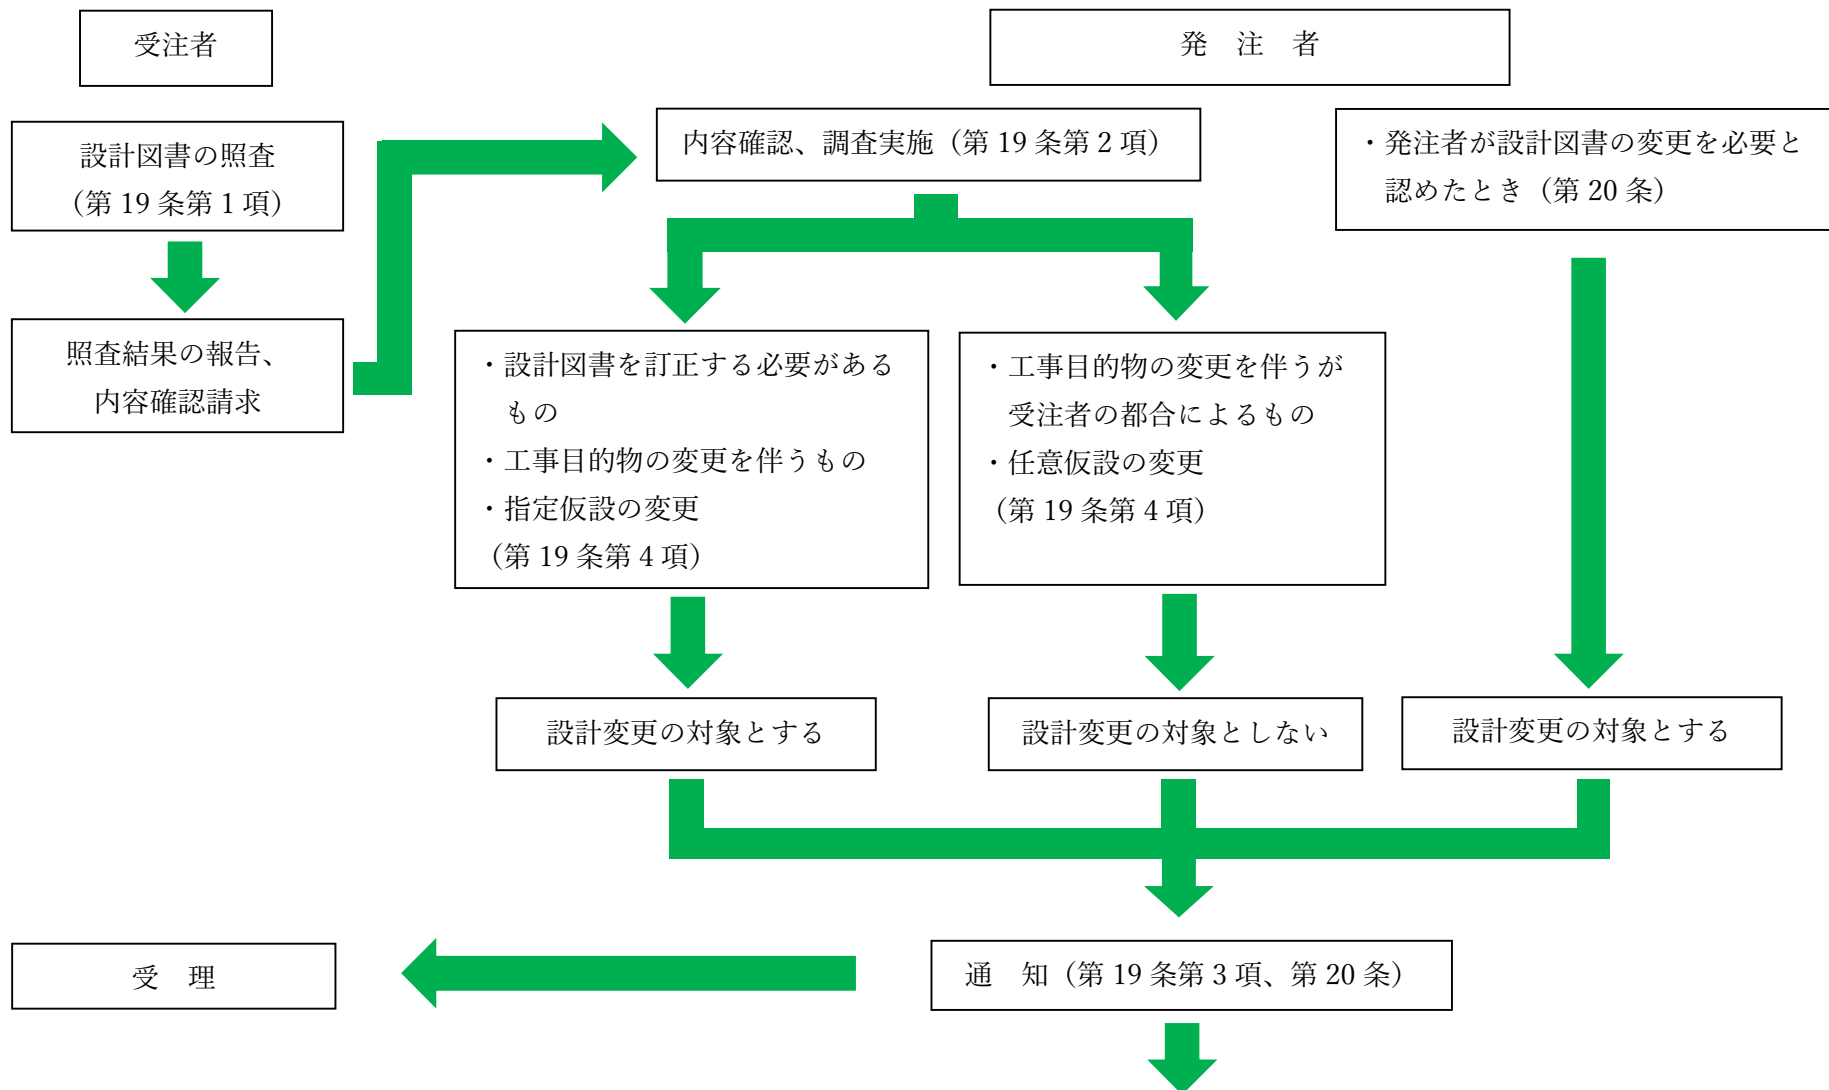 受注者
発　注　者
設計図書の照査
（第 19 条第 1 項）
照査結果の報告、
内容確認請求
内容確認、調査実施（第 19 条第 2 項）
・発注者が設計図書の変更を必要と
認めたとき（第 20 条）
・設計図書を訂正する必要がある
もの
・工事目的物の変更を伴うもの
・指定仮設の変更
（第 19 条第 4 項）
・工事目的物の変更を伴うが
受注者の都合によるもの
・任意仮設の変更
（第 19 条第 4 項）
設計変更の対象とする
設計変更の対象としない
設計変更の対象とする
受　理
通　知（第 19 条第 3 項、第 20 条）